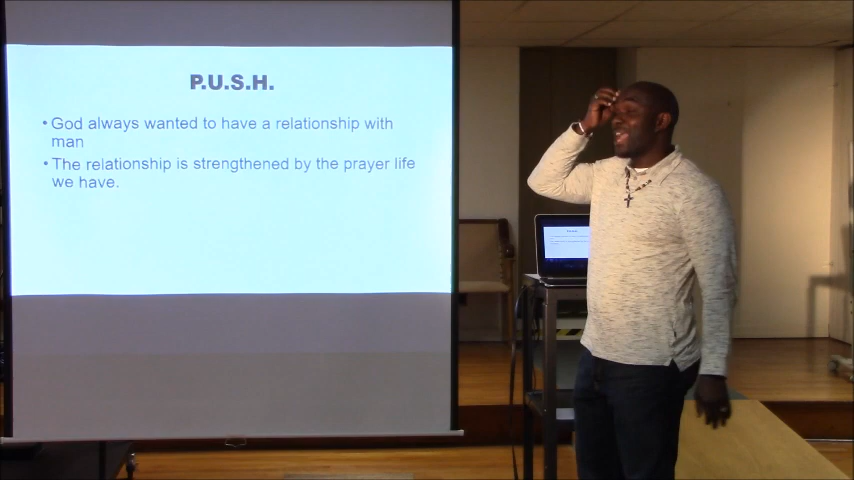 P.U.S.H.
• God always wanted to have a relationship with
man
• The relationship is strengthened by the prayer life
we have.